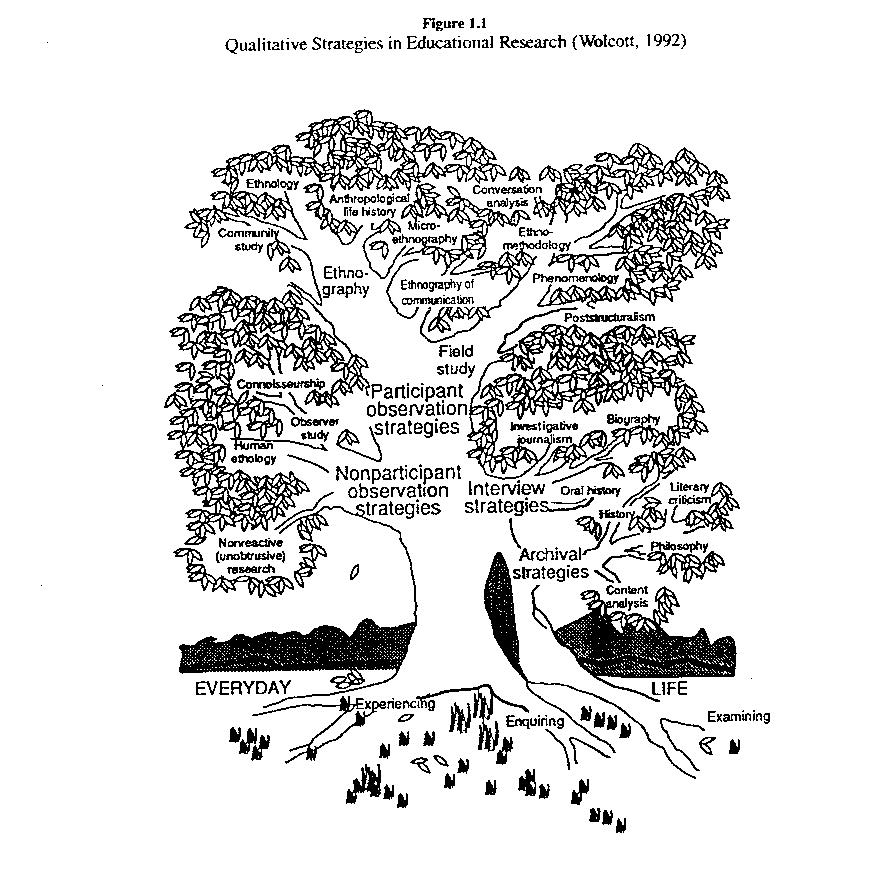 Figure 1.1
Qualitative Strategies in Educational Research (Wolcott, 1992)
Ethnology
Anthropological
life history
Conversation
analysis
Community
study
Micro-
ethnography
Ethno-
methodology
Ethno-
graphy
Ethnography of
communication
Phenomenology
Poststructuralism
Field
study
Connoisseurship
Participant
observation
strategies
Observer
study
Investigative
journalism
Biography
Human
ethology
Nonparticipant
observation
strategies
Interview
strategies
Oral history
Literary
criticism
History
Nonreactive
(unobtrusive)
research
Archival
strategies
Philosophy
Content
analysis
EVERYDAY
LIFE
Experiencing
Enquiring
Examining